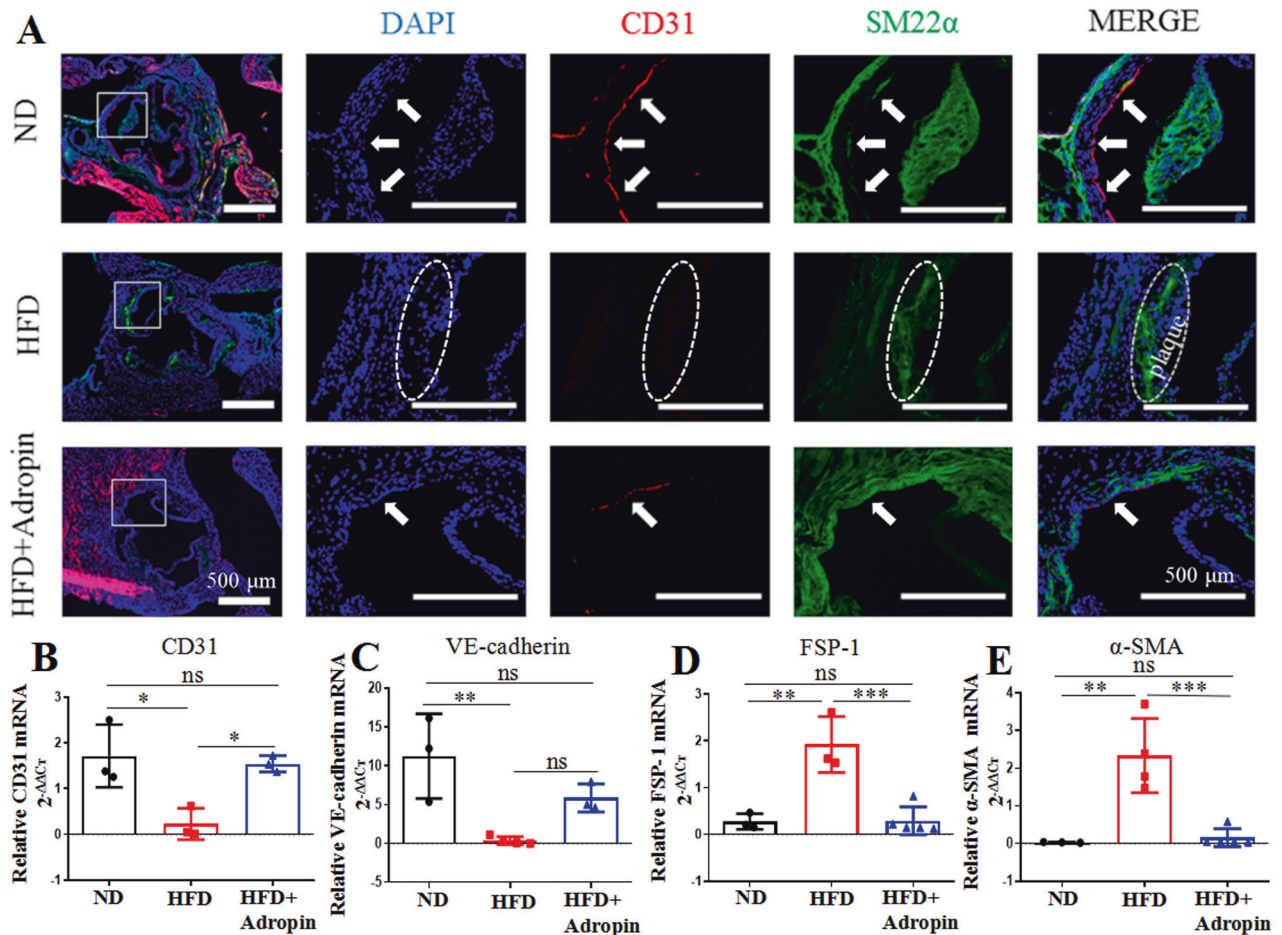 A
DAPI
CD31
SM22α
MERGE
ND
HFD
plaque
HFD+Adropin
500 μm
500 μm
B
CD31
Relative CD31 mRNA
2-ΔΔCT
3
2
1
0
-1
ns
*
*
ND
HFD
HFD+
Adropin
C
VE-cadherin
Relative VE-cadherin mRNA
2-ΔΔCT
20
15
10
5
0
-5
ns
**
ns
ND
HFD
HFD+
Adropin
D
FSP-1
Relative FSP-1 mRNA
2-ΔΔCT
3
2
1
0
-1
ns
**
***
ND
HFD
HFD+
Adropin
E
α-SMA
Relative α-SMA mRNA
2-ΔΔCT
4
3
2
1
0
-1
ns
**
***
ND
HFD
HFD+
Adropin